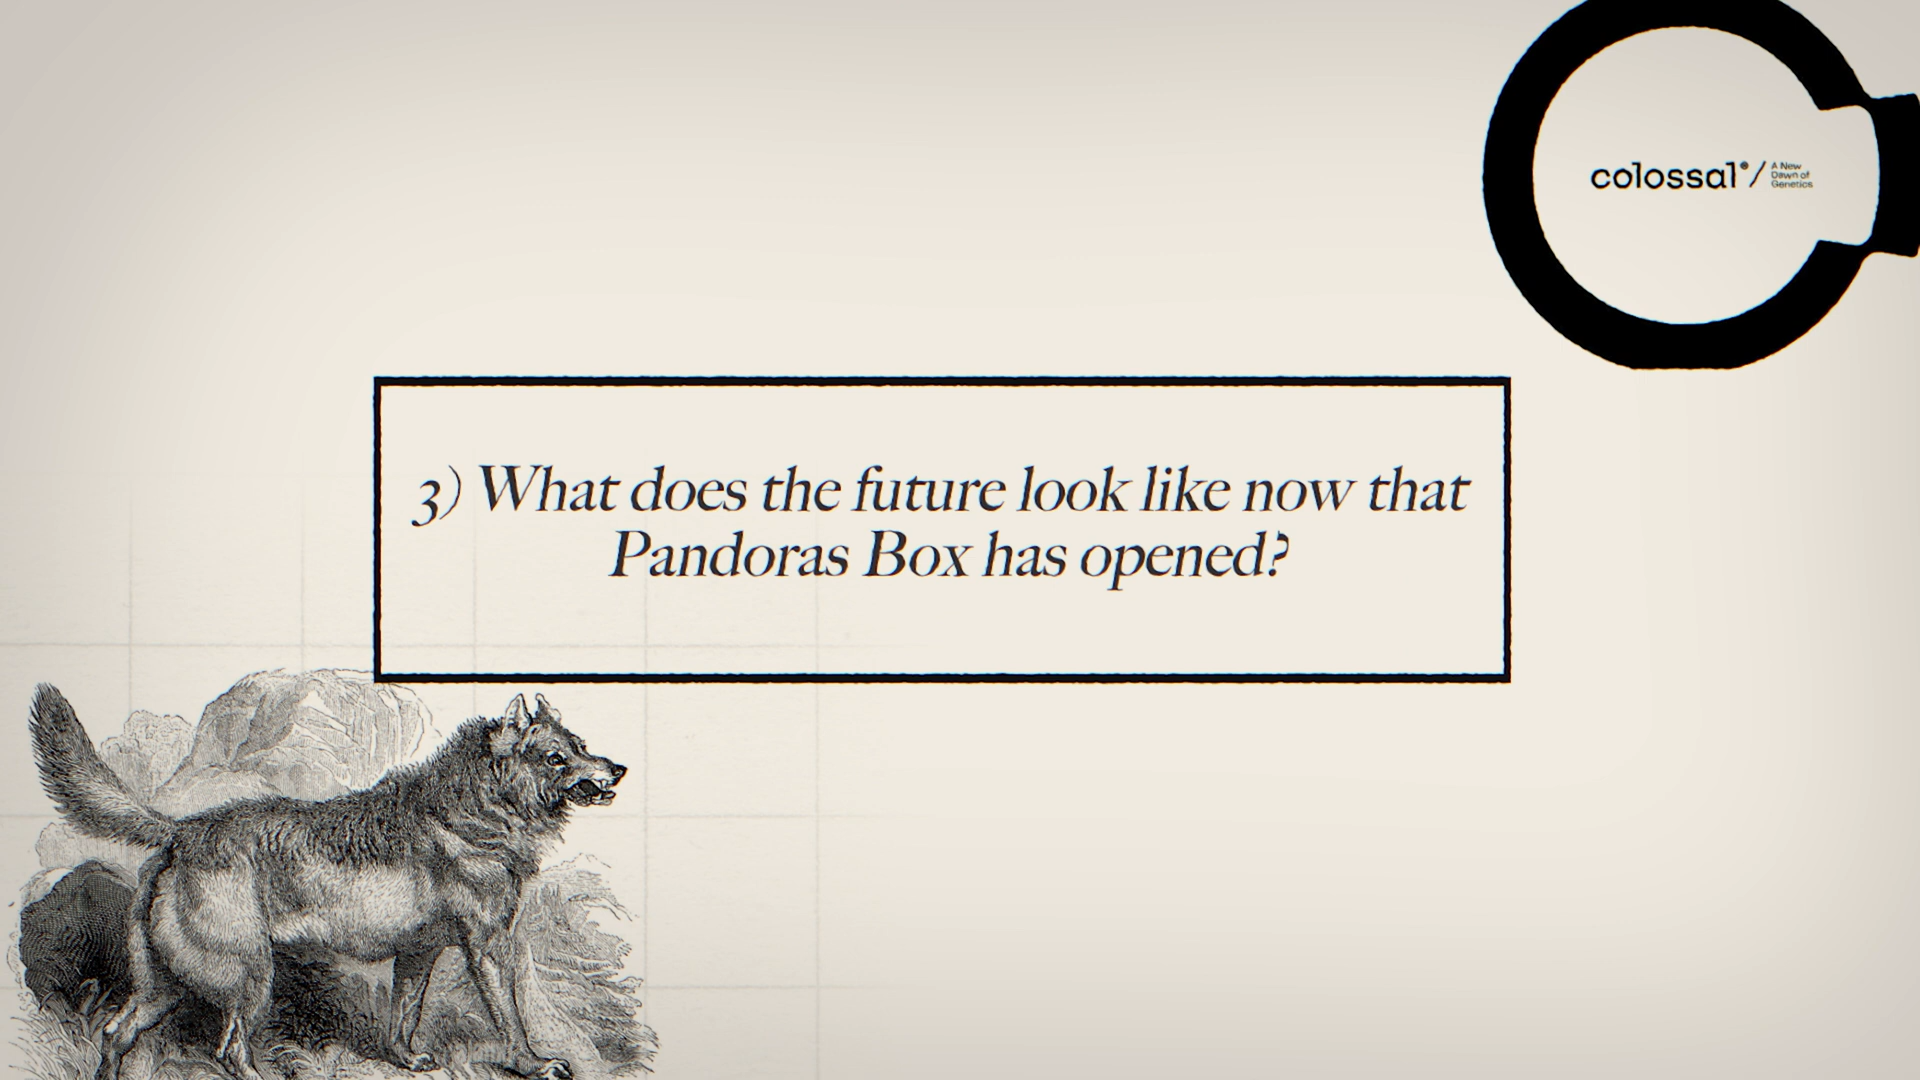 colossal®/ A New
Dawn of
Genetics
3) What does the future look like now that
Pandoras Box has opened?